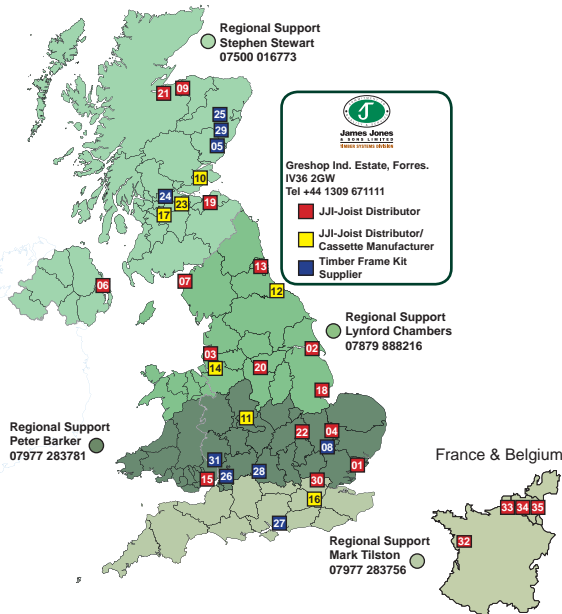 Regional Support
Stephen Stewart
07500 016773
09
21
25
29
05
James Jones
& SONS LIMITED
TIMBER SYSTEMS DIVISION
Greshop Ind. Estate, Forres.
IV36 2GW
Tel +44 1309 671111
JJI-Joist Distributor
JJI-Joist Distributor/
Cassette Manufacturer
Timber Frame Kit
Supplier
10
24
23
19
17
13
07
06
12
Regional Support
Lynford Chambers
07879 888216
02
03
14
20
18
11
22
04
08
Regional Support
Peter Barker
07977 283781
31
01
15
26
28
30
16
27
Regional Support
Mark Tilston
07977 283756
France & Belgium
33
34
35
32